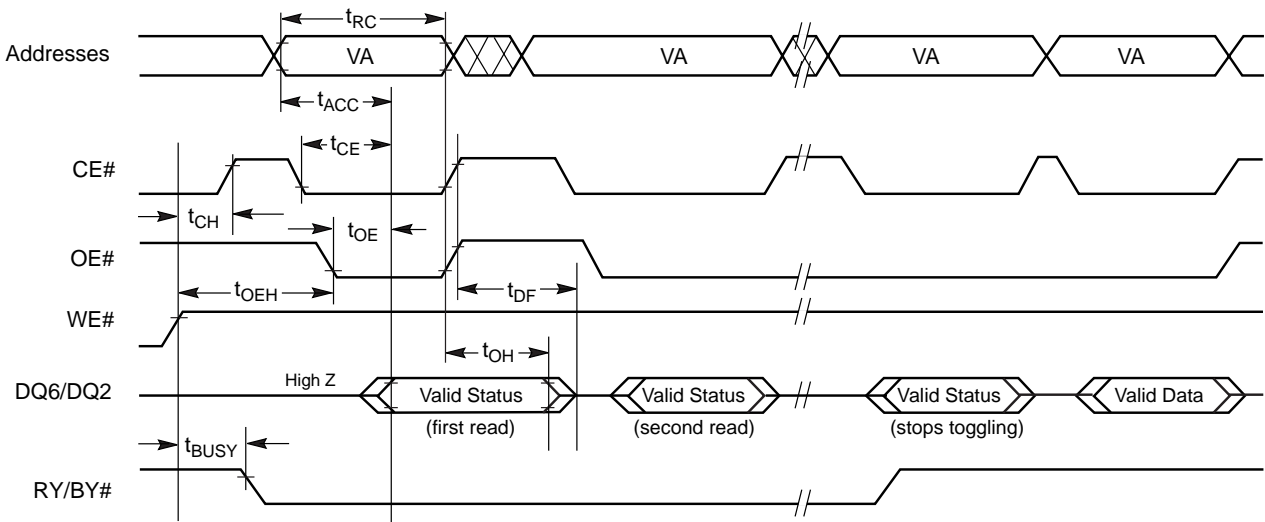 tRC
Addresses VA VA VA VA
tACC
tCE
CE#
tCH tOE
OE#
tOEH tDF
WE#
tOH
High Z
DQ6/DQ2 Valid Status Valid Status Valid Status Valid Data
(first read) (second read) (stops toggling)
tBUSY
RY/BY#